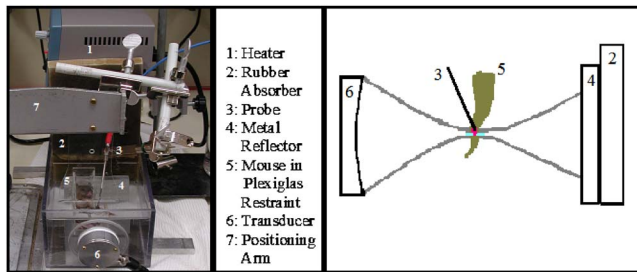 1
7
2
3
5
4
6
1: Heater
2: Rubber
Absorber
3: Probe
4: Metal
Reflector
5: Mouse in
Plexiglas
Restraint
6: Transducer
7: Positioning
Arm
2
3
5
4
6